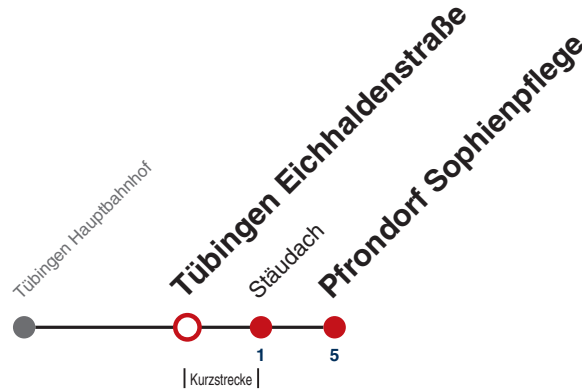 Tübingen Hauptbahnhof
Tübingen Eichhaldenstraße
Stäudach
Pfrondorf Sophienpflege
1
5
Kurzstrecke